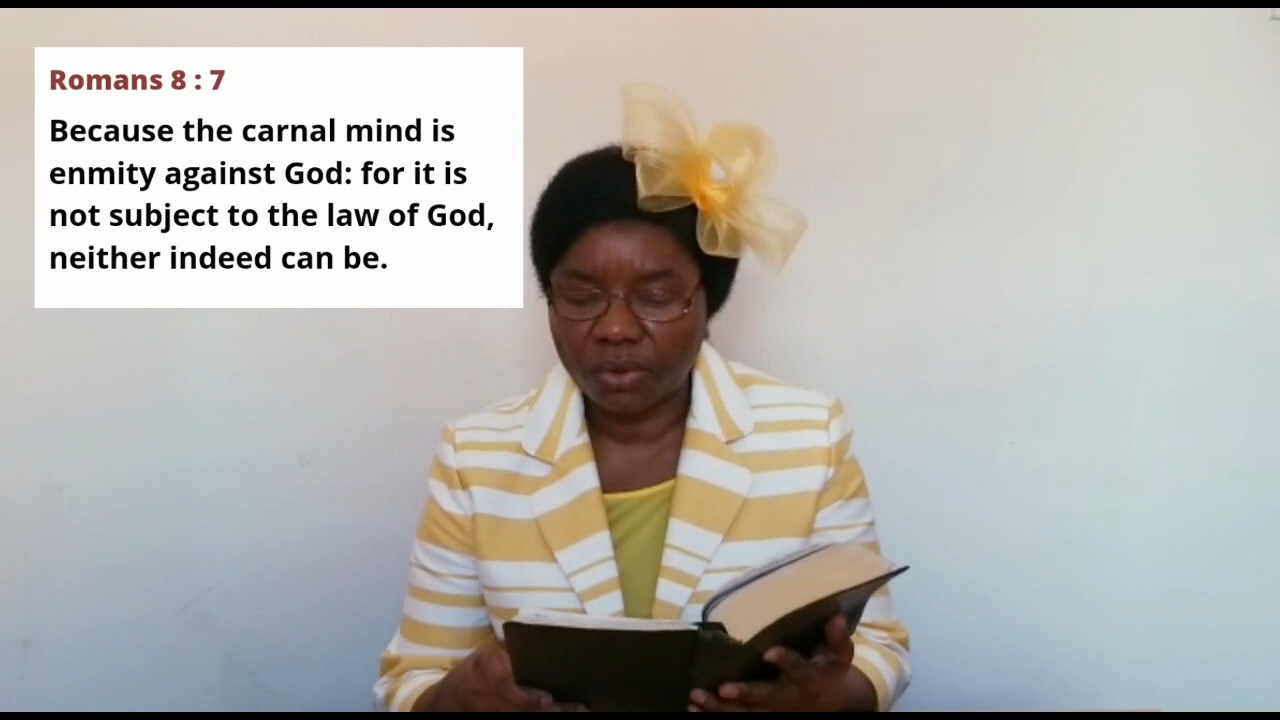 Romans 8 : 7
Because the carnal mind is
enmity against God: for it is
not subject to the law of God,
neither indeed can be.